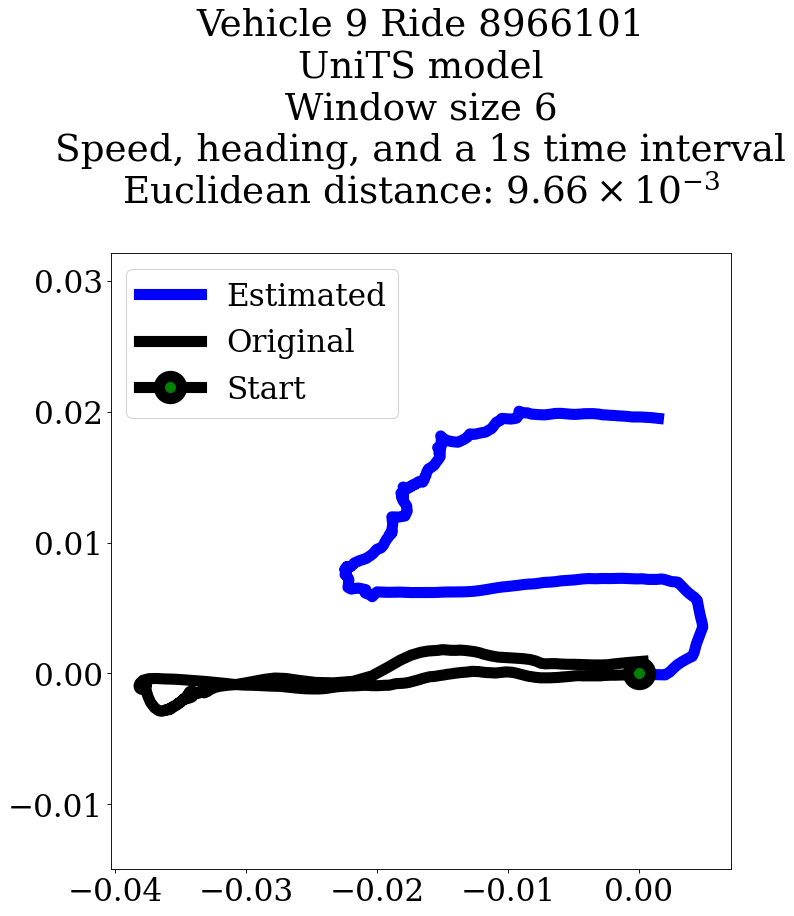 Vehicle 9 Ride 8966101
UniTS model
Window size 6
Speed, heading, and a 1s time interval
Euclidean distance: 9.66 × 10⁻³
Estimated
Original
Start
0.03
0.02
0.01
0.00
−0.01
−0.04
−0.03
−0.02
−0.01
0.00